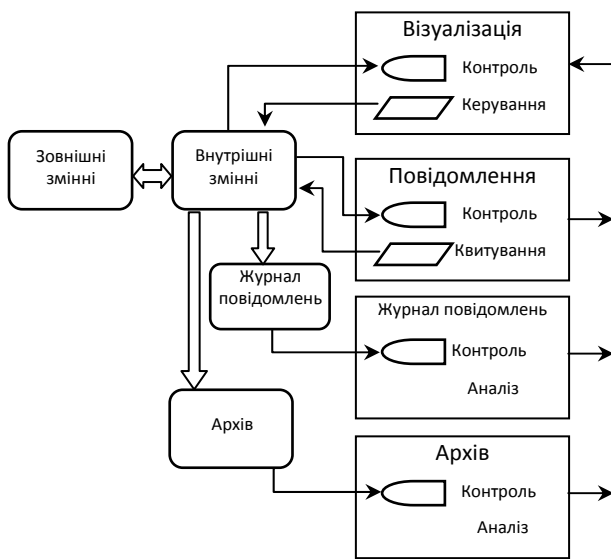 Візуалізація
Контроль
Керування
Зовнішні
змінні
Внутрішні
змінні
Повідомлення
Контроль
Квитування
Журнал
повідомлень
Журнал повідомлень
Контроль
Аналіз
Архів
Архів
Контроль
Аналіз